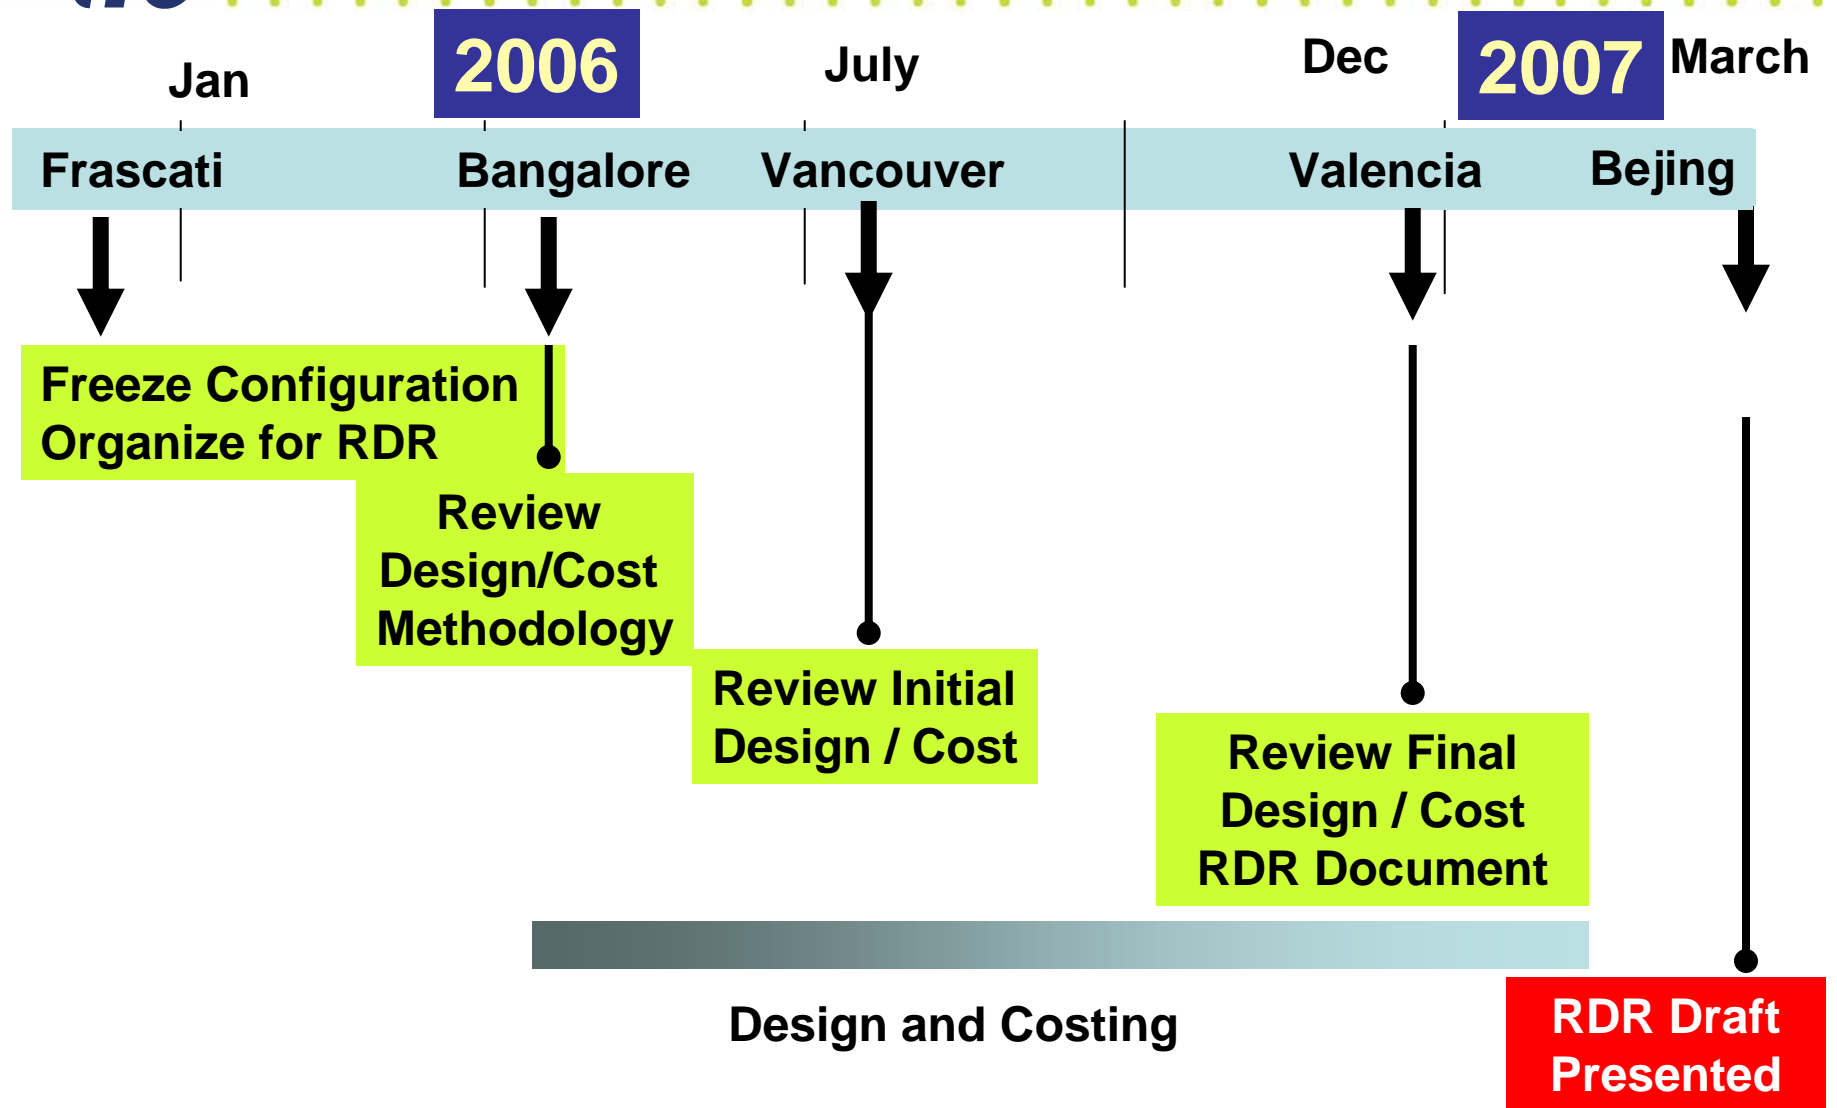 Jan
2006
July
Dec
2007
March
Frascati
Bangalore
Vancouver
Valencia
Bejing
Freeze Configuration
Organize for RDR
Review
Design/Cost
Methodology
Review Initial
Design / Cost
Review Final
Design / Cost
RDR Document
Design and Costing
RDR Draft
Presented